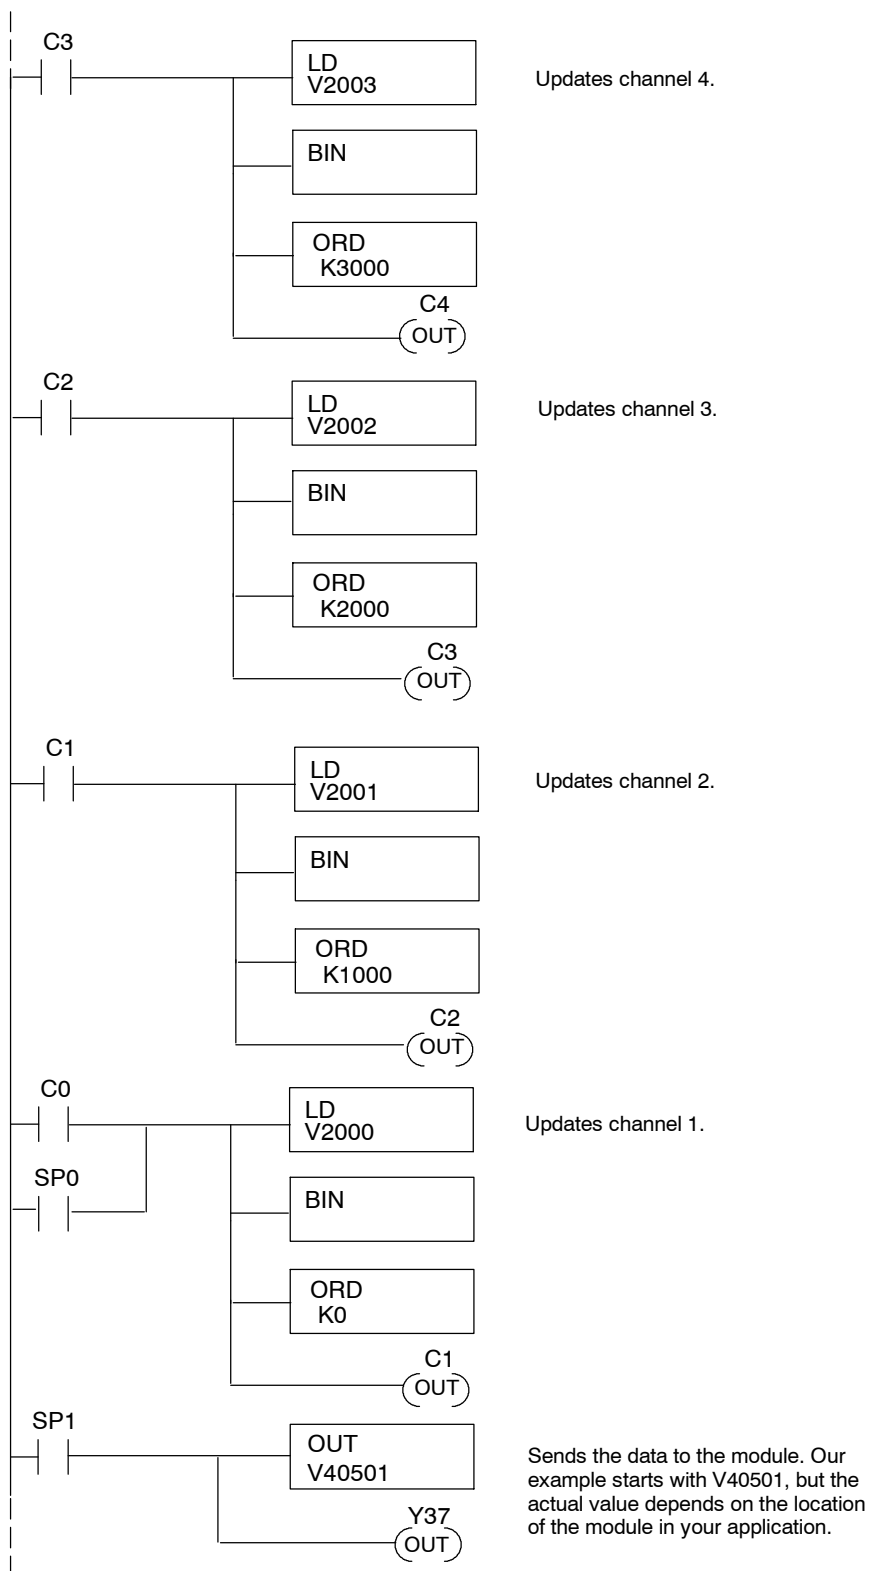 C3
LD
V2003
Updates channel 4.
BIN
ORD
K3000
C4
OUT
C2
LD
V2002
Updates channel 3.
BIN
ORD
K2000
C3
OUT
C1
LD
V2001
Updates channel 2.
BIN
ORD
K1000
C2
OUT
C0
LD
V2000
Updates channel 1.
SP0
BIN
ORD
K0
C1
OUT
SP1
OUT
V40501
Sends the data to the module. Our
example starts with V40501, but the
actual value depends on the location
of the module in your application.
Y37
OUT